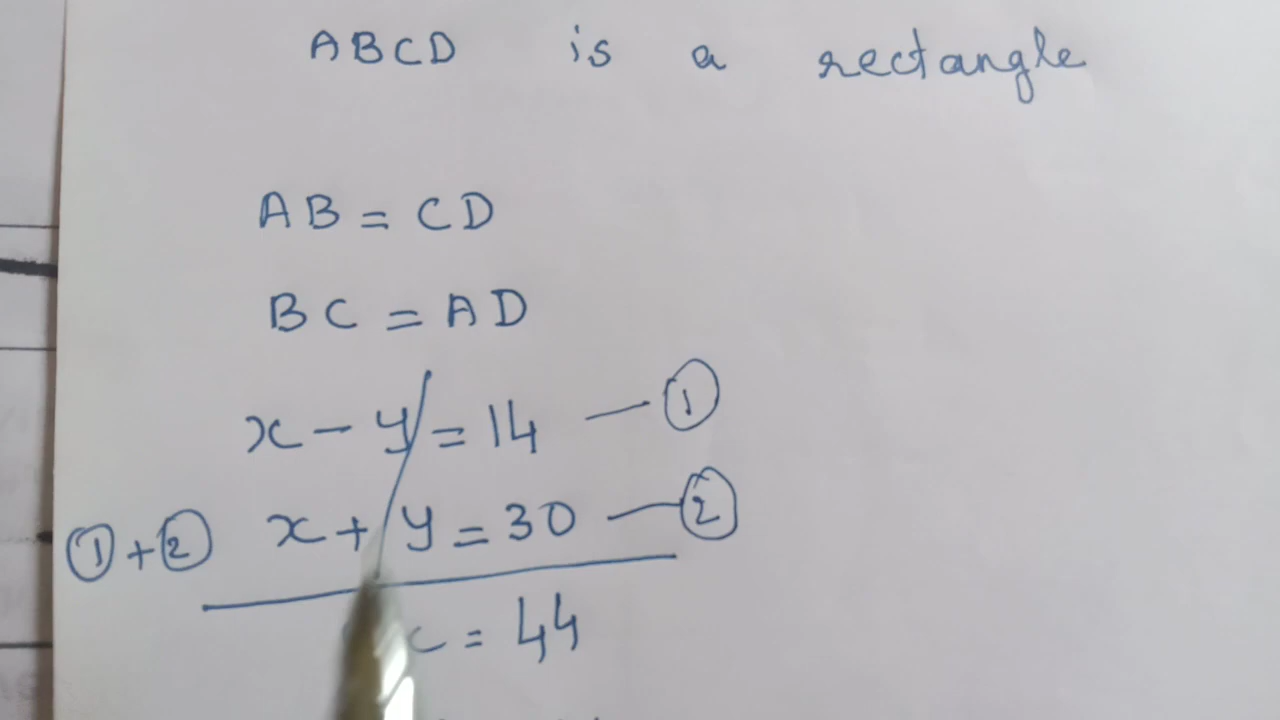 ABCD is a rectangle
AB = CD
BC = AD
x - y = 14 — ①
① + ② x + y = 30 — ②
= 44